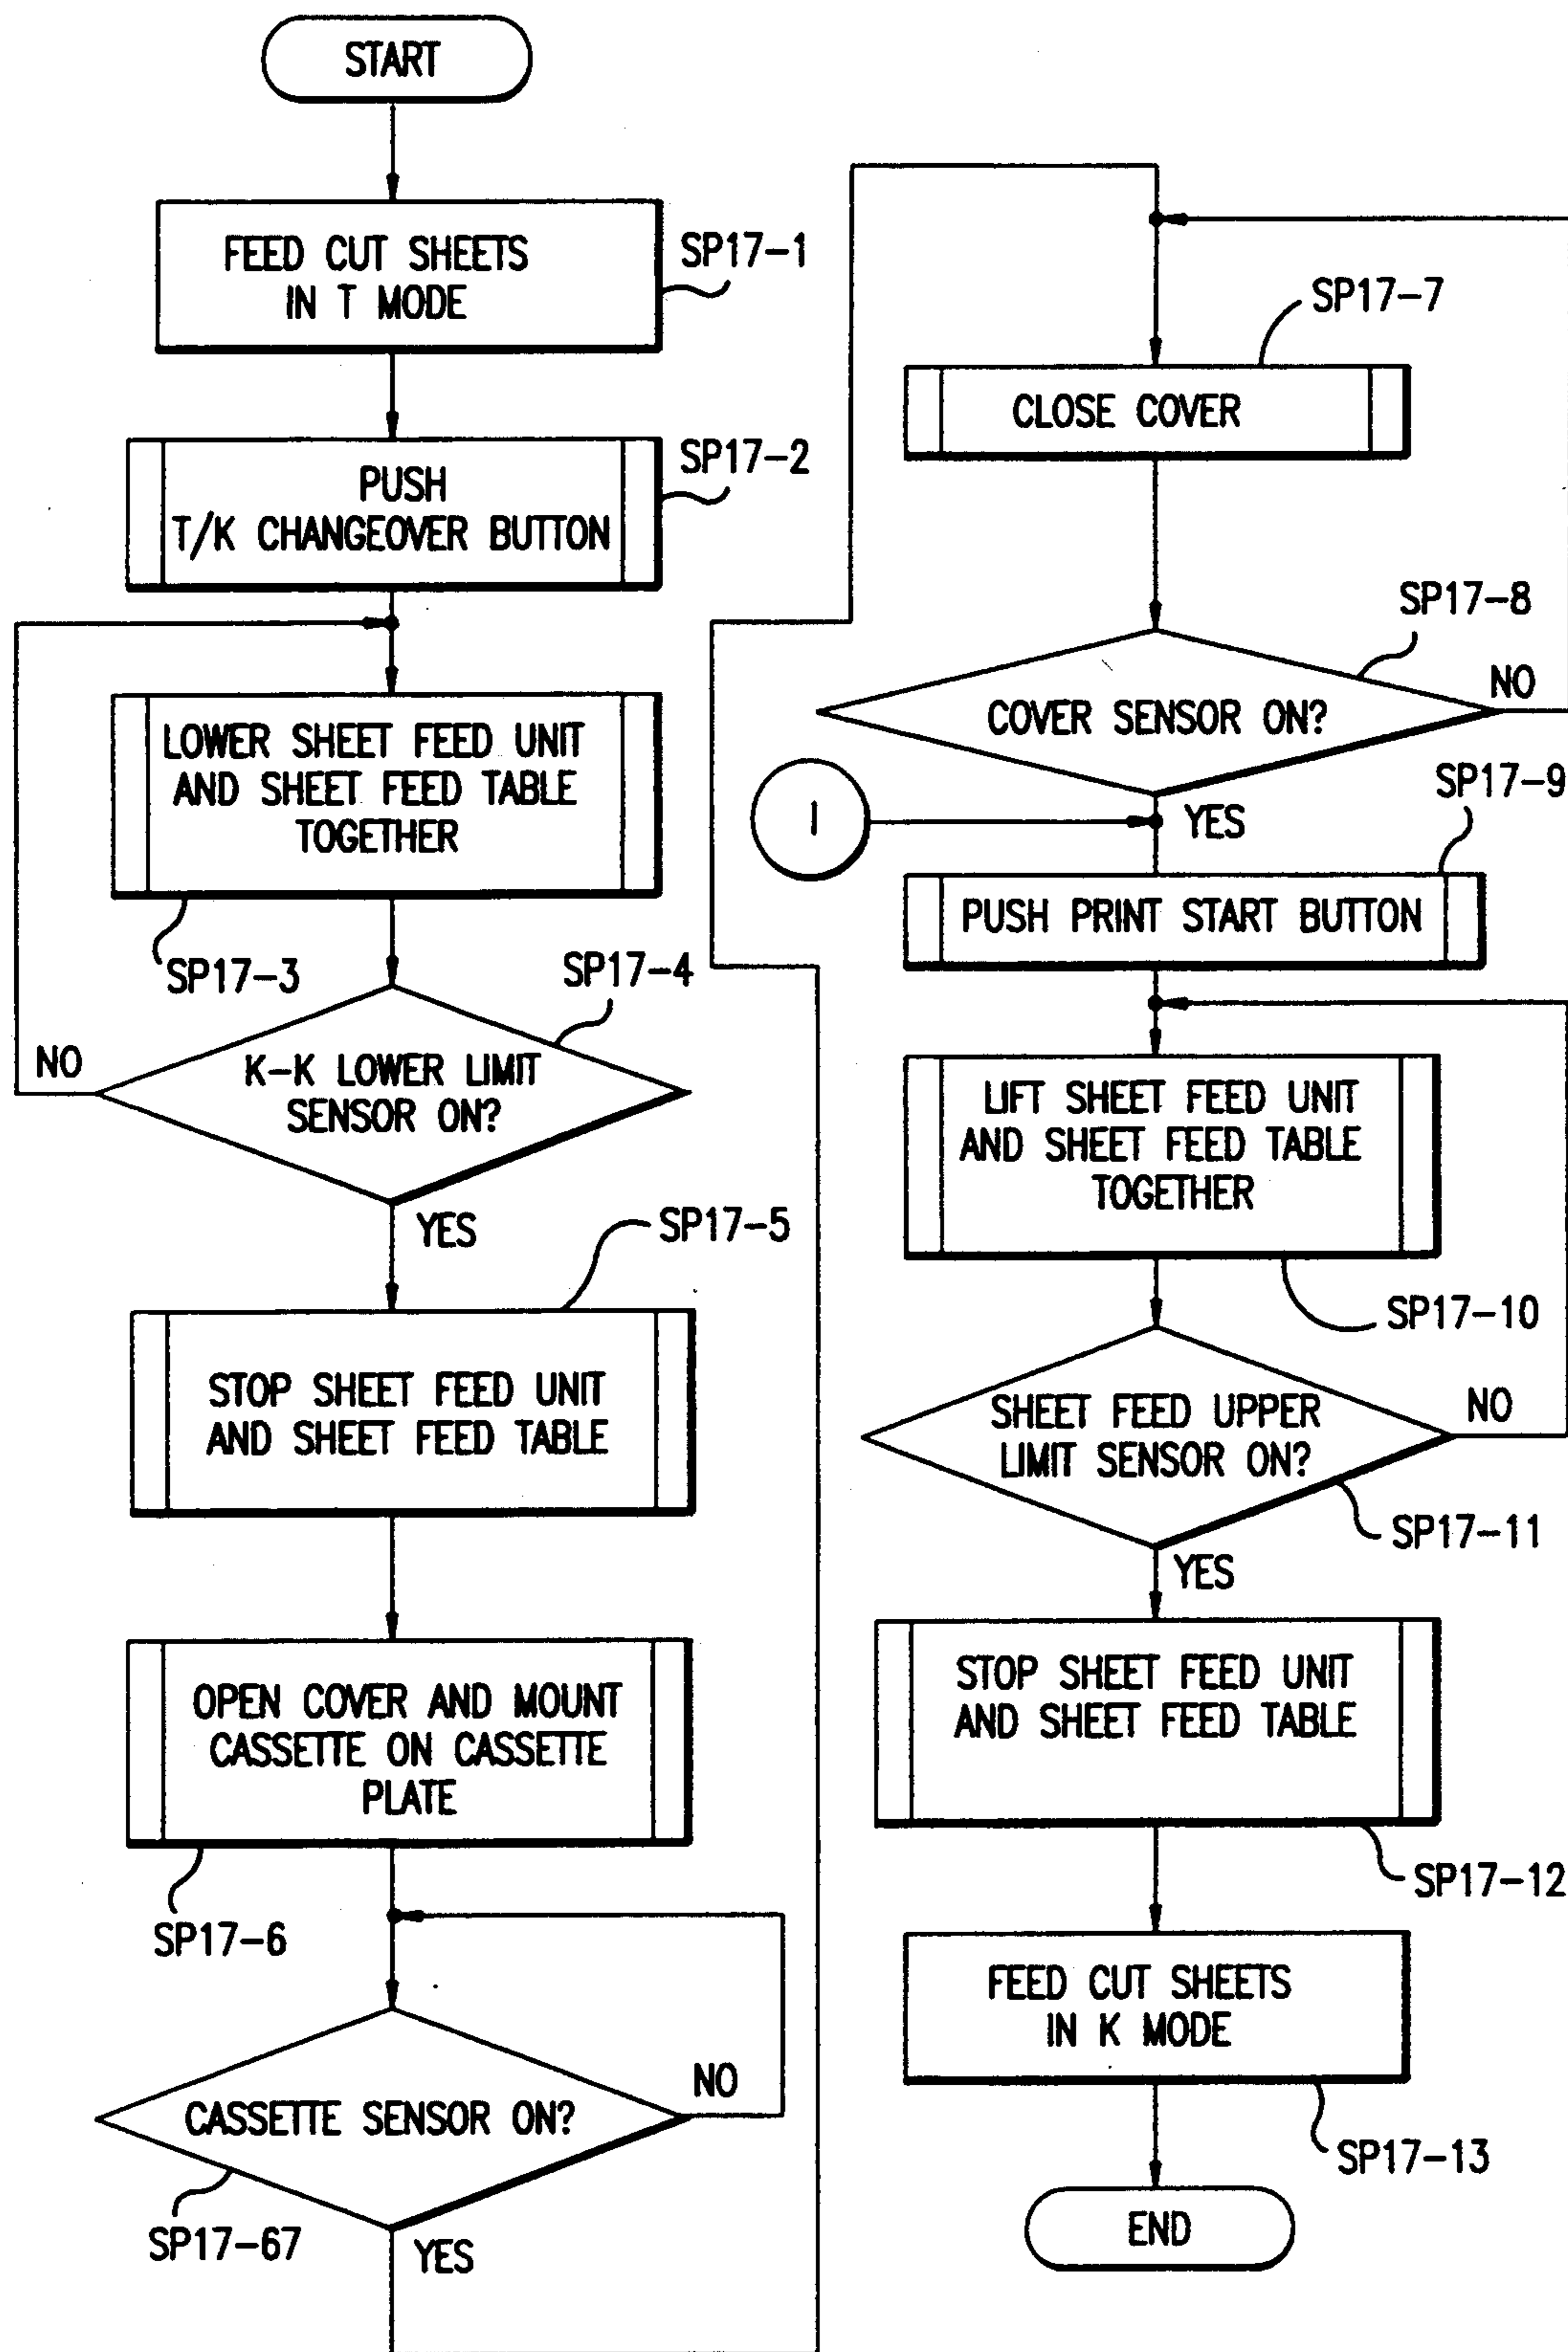 START
FEED CUT SHEETS
IN T MODE
SP17-1
PUSH
T/K CHANGEOVER BUTTON
SP17-2
LOWER SHEET FEED UNIT
AND SHEET FEED TABLE
TOGETHER
SP17-3
SP17-4
K-K LOWER LIMIT
SENSOR ON?
NO
YES
SP17-5
STOP SHEET FEED UNIT
AND SHEET FEED TABLE
OPEN COVER AND MOUNT
CASSETTE ON CASSETTE
PLATE
SP17-6
CASSETTE SENSOR ON?
NO
SP17-67
YES
SP17-7
CLOSE COVER
SP17-8
COVER SENSOR ON?
NO
I
YES
SP17-9
PUSH PRINT START BUTTON
LIFT SHEET FEED UNIT
AND SHEET FEED TABLE
TOGETHER
SP17-10
SHEET FEED UPPER
LIMIT SENSOR ON?
NO
SP17-11
YES
STOP SHEET FEED UNIT
AND SHEET FEED TABLE
SP17-12
FEED CUT SHEETS
IN K MODE
SP17-13
END